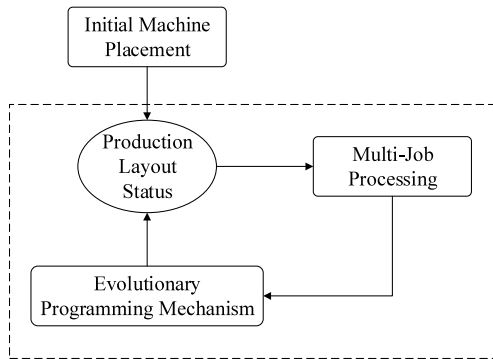 Initial Machine
Placement
Production
Layout
Status
Multi-Job
Processing
Evolutionary
Programming Mechanism